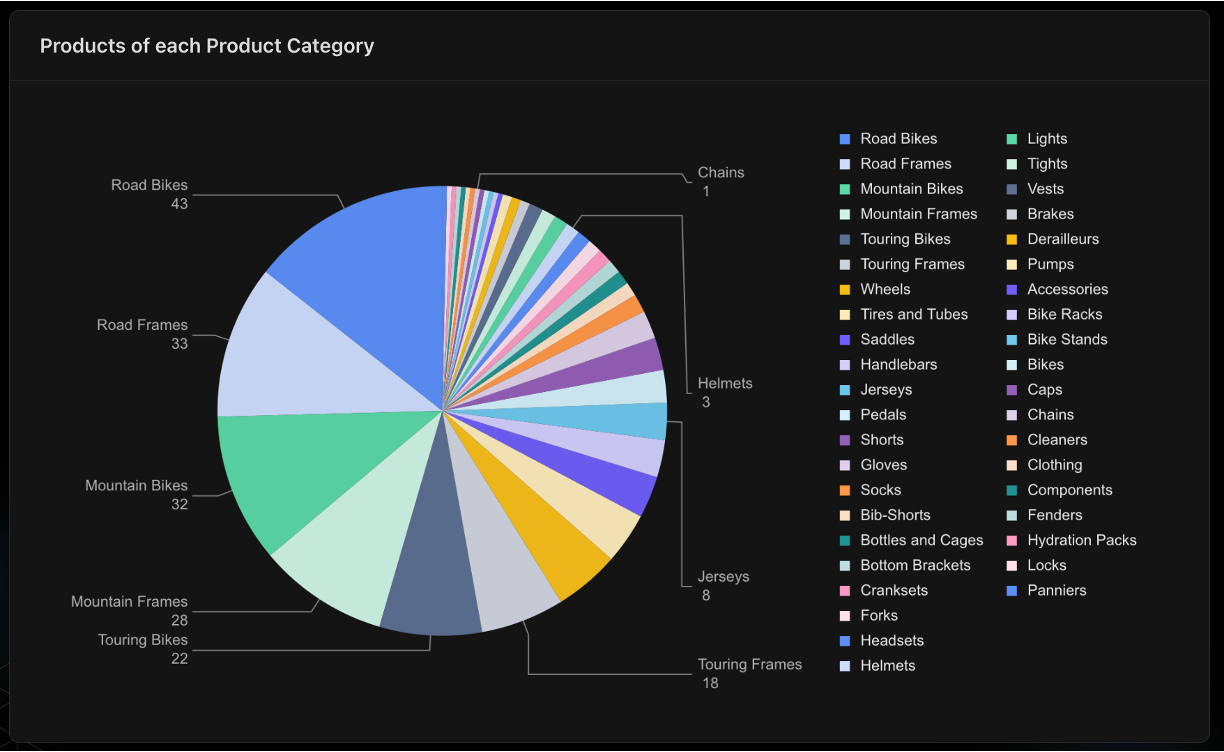 Products of each Product Category
Road Bikes
43
Road Frames
33
Mountain Bikes
32
Mountain Frames
28
Touring Bikes
22
Chains
1
Helmets
3
Jerseys
8
Touring Frames
18
Road Bikes
Road Frames
Mountain Bikes
Mountain Frames
Touring Bikes
Touring Frames
Wheels
Tires and Tubes
Saddles
Handlebars
Jerseys
Pedals
Shorts
Gloves
Socks
Bib-Shorts
Bottles and Cages
Bottom Brackets
Cranksets
Forks
Headsets
Helmets
Lights
Tights
Vests
Brakes
Derailleurs
Pumps
Accessories
Bike Racks
Bike Stands
Bikes
Caps
Chains
Cleaners
Clothing
Components
Fenders
Hydration Packs
Locks
Panniers